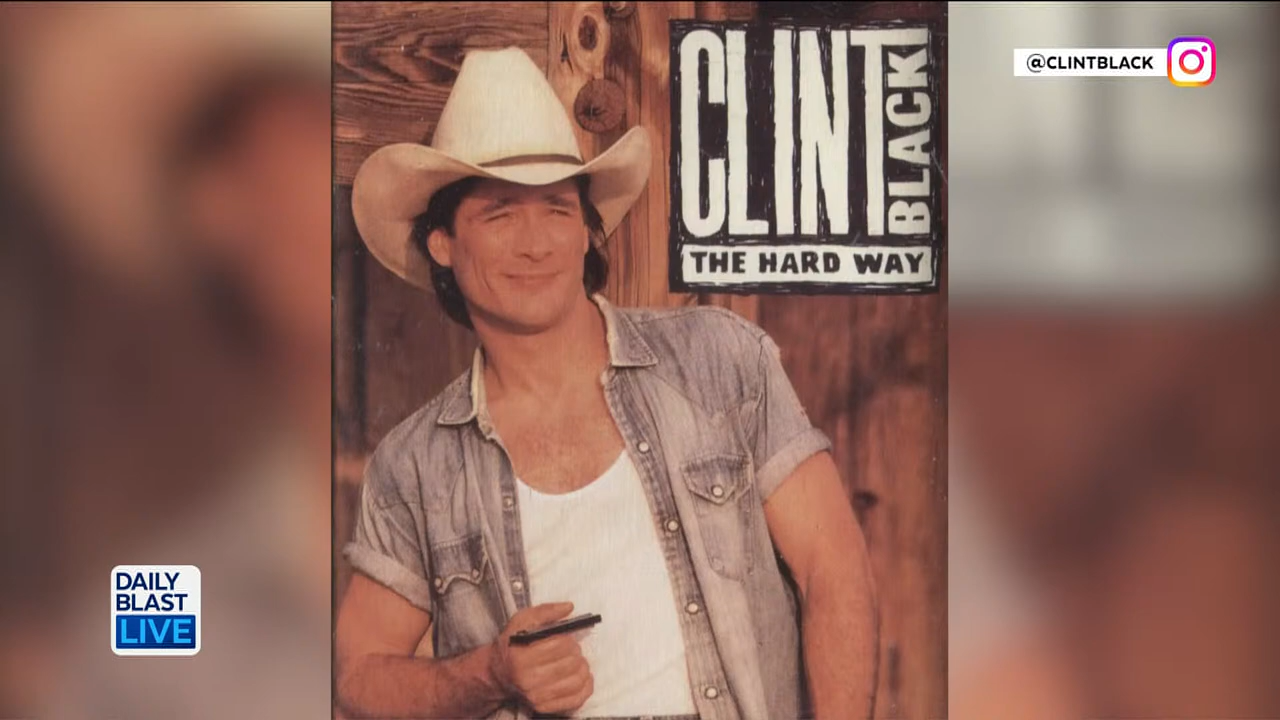 CLINT
BLACK
THE HARD WAY
@CLINTBLACK
DAILY
BLAST
LIVE